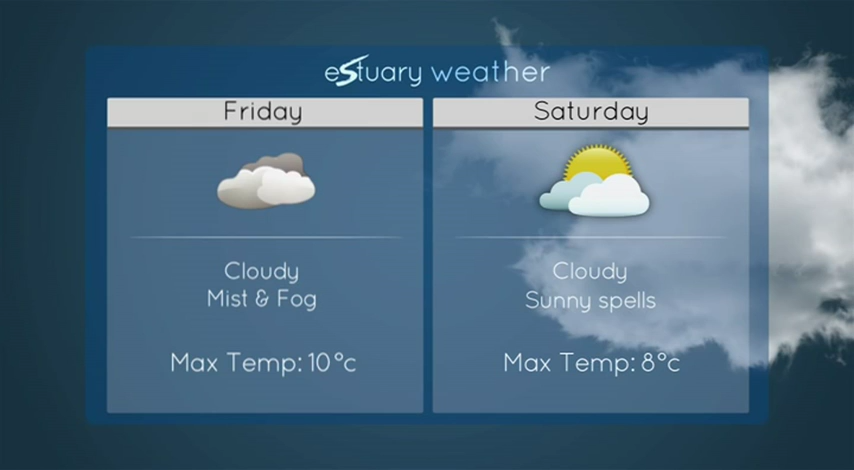 estuary weather
Friday
Cloudy
Mist & Fog
Max Temp: 10°c
Saturday
Cloudy
Sunny spells
Max Temp: 8°c